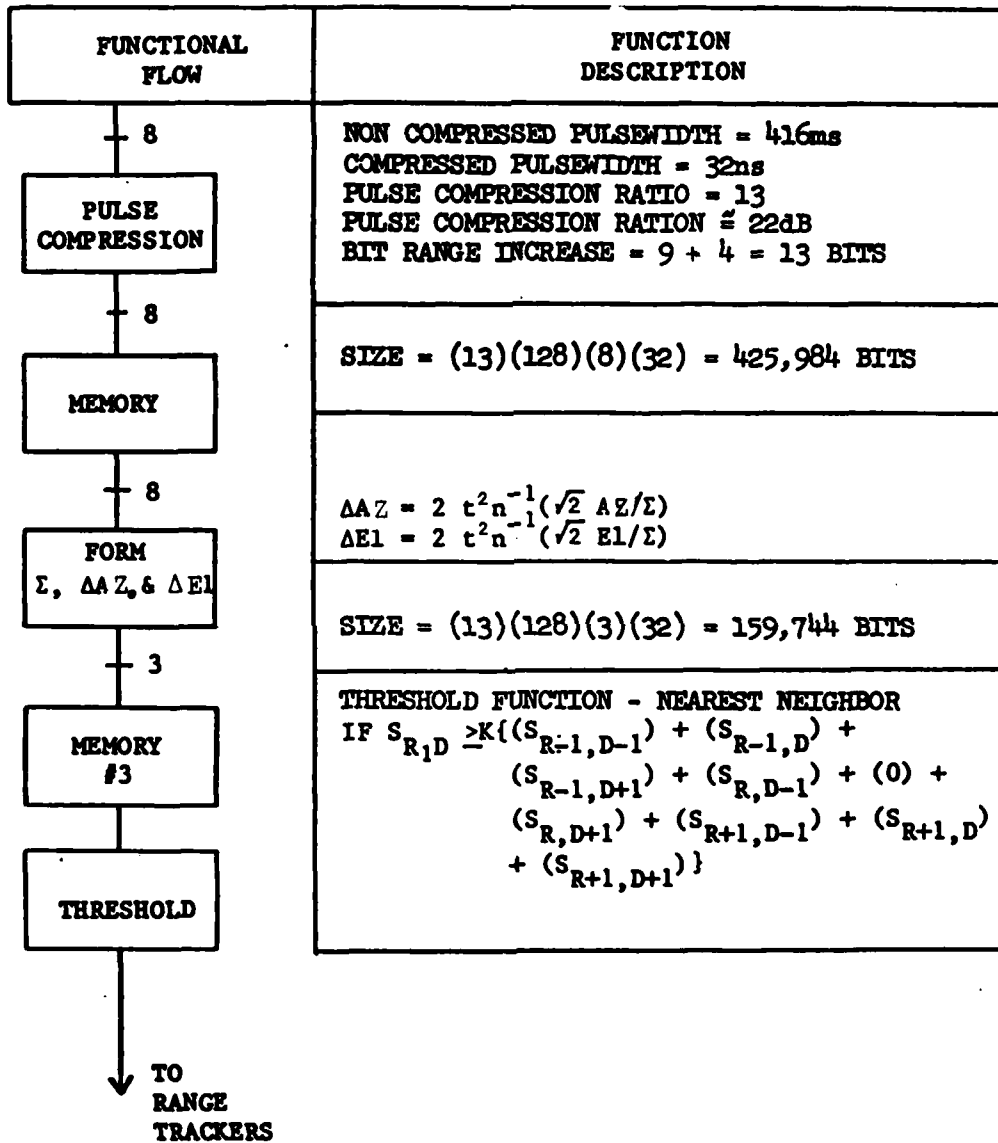 FUNCTIONAL
FLOW
FUNCTION
DESCRIPTION
8
PULSE
COMPRESSION
NON COMPRESSED PULSEWIDTH = 416ms
COMPRESSED PULSEWIDTH = 32ns
PULSE COMPRESSION RATIO = 13
PULSE COMPRESSION RATION ≅ 22dB
BIT RANGE INCREASE = 9 + 4 = 13 BITS
8
MEMORY
SIZE = (13)(128)(8)(32) = 425,984 BITS
8
FORM
Σ, ΔAZ, & ΔEl
ΔAZ = 2 t²n⁻¹(√2 AZ/Σ)
ΔEl = 2 t²n⁻¹(√2 El/Σ)
3
MEMORY
#3
SIZE = (13)(128)(3)(32) = 159,744 BITS
THRESHOLD
THRESHOLD FUNCTION - NEAREST NEIGHBOR
IF S_{R1D} ≥K{(S_{R-1,D-1}) + (S_{R-1,D}) +
(S_{R-1,D+1}) + (S_{R,D-1}) + (0) +
(S_{R,D+1}) + (S_{R+1,D-1}) + (S_{R+1,D})
+ (S_{R+1,D+1})}
TO
RANGE
TRACKERS